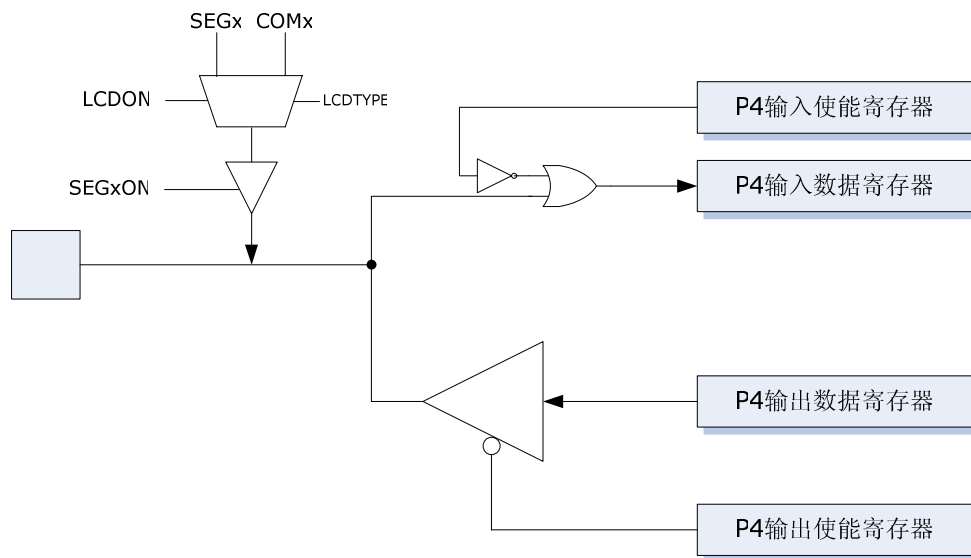 SEGx COMx
LCDON
LCDTYPE
SEGxON
P4输入使能寄存器
P4输入数据寄存器
P4输出数据寄存器
P4输出使能寄存器